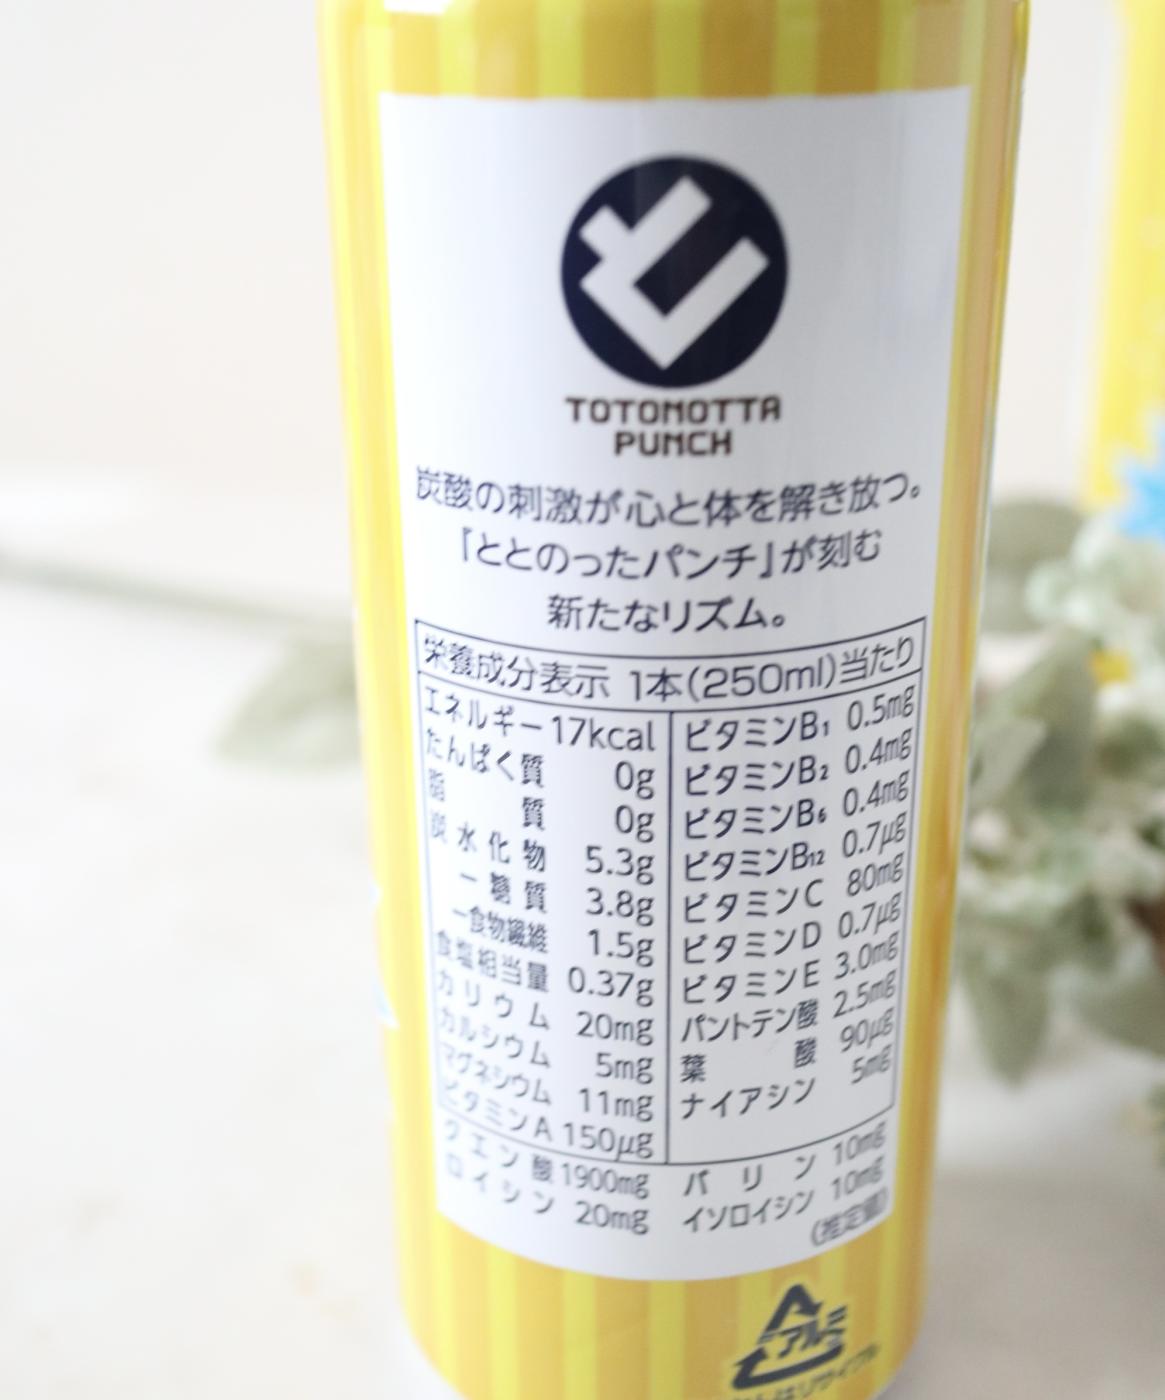 と
TOTONOTTA
PUNCH
炭酸の刺激が心と体を解き放つ。
「ととのったパンチ」が刻む
新たなリズム。
栄養成分表示 1本(250ml)当たり
エネルギー 17kcal
たんぱく質 0g
脂質 0g
炭水化物 5.3g
－糖質 3.8g
－食物繊維 1.5g
食塩相当量 0.37g
カリウム 20mg
カルシウム 5mg
マグネシウム 11mg
ビタミンA 150μg
ビタミンB₁ 0.5mg
ビタミンB₂ 0.4mg
ビタミンB₆ 0.4mg
ビタミンB₁₂ 0.7μg
ビタミンC 80mg
ビタミンD 0.7μg
ビタミンE 3.0mg
パントテン酸 2.5mg
葉酸 90μg
ナイアシン 5mg
クエン酸 1900mg バリン 10mg
ロイシン 20mg イソロイシン 10mg
(推定値)
アルミ
リサイクル